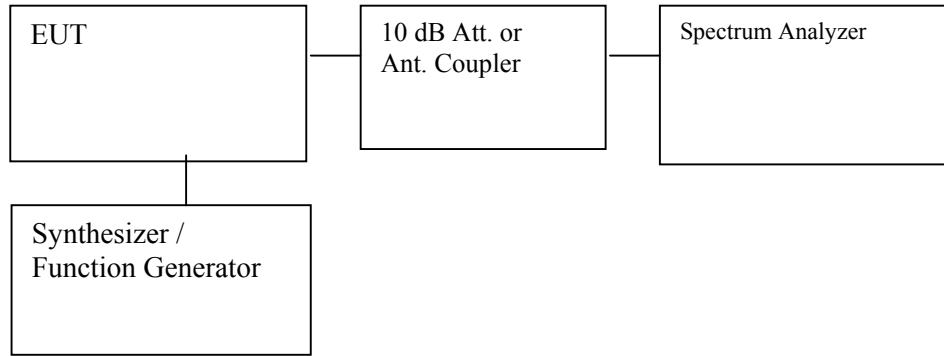 EUT
10 dB Att. or
Ant. Coupler
Spectrum Analyzer
Synthesizer /
Function Generator